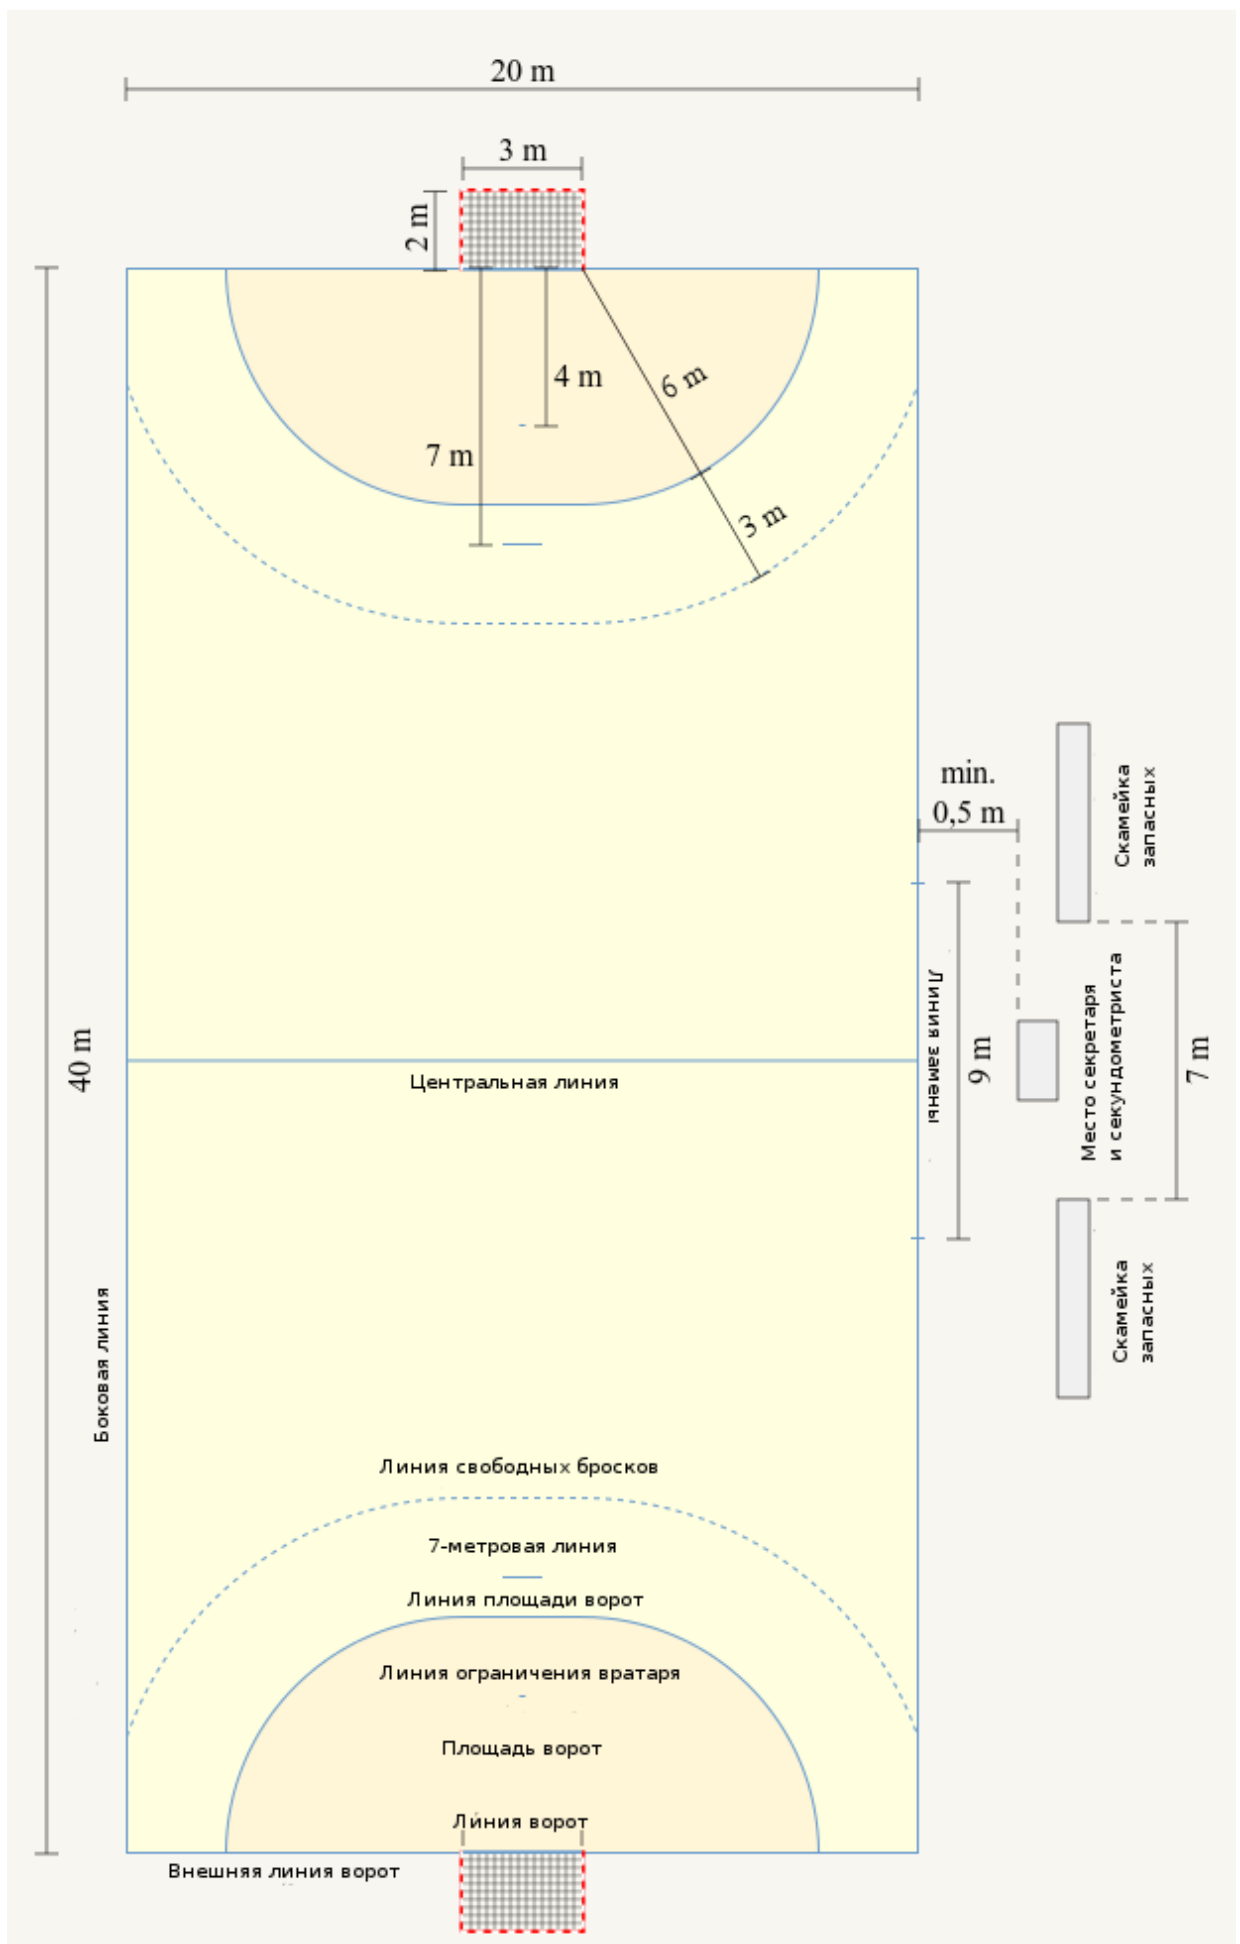 20 m
3 m
2 m
4 m
6 m
7 m
3 m
min.
0,5 m
Скамейка
запасных
Линия замены
9 m
Место секретаря
и секундометриста
7 m
40 m
Центральная линия
Скамейка
запасных
Боковая линия
Линия свободных бросков
7-метровая линия
Линия площади ворот
Линия ограничения вратаря
Площадь ворот
Линия ворот
Внешняя линия ворот